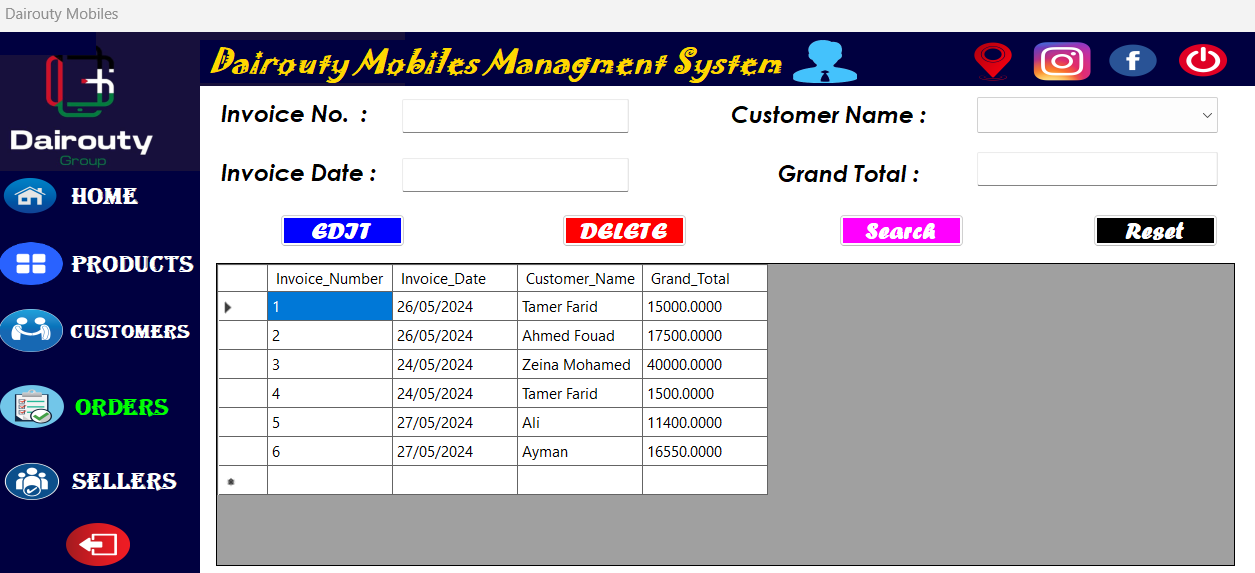 Dairouty Mobiles
Dairouty Mobiles Managment System
Dairouty
Group
HOME
PRODUCTS
CUSTOMERS
ORDERS
SELLERS
Invoice No. :
Customer Name :
Invoice Date :
Grand Total :
EDIT DELETE Search Reset
Invoice_Number Invoice_Date Customer_Name Grand_Total
1 26/05/2024 Tamer Farid 15000.0000
2 26/05/2024 Ahmed Fouad 17500.0000
3 24/05/2024 Zeina Mohamed 40000.0000
4 24/05/2024 Tamer Farid 1500.0000
5 27/05/2024 Ali 11400.0000
6 27/05/2024 Ayman 16550.0000